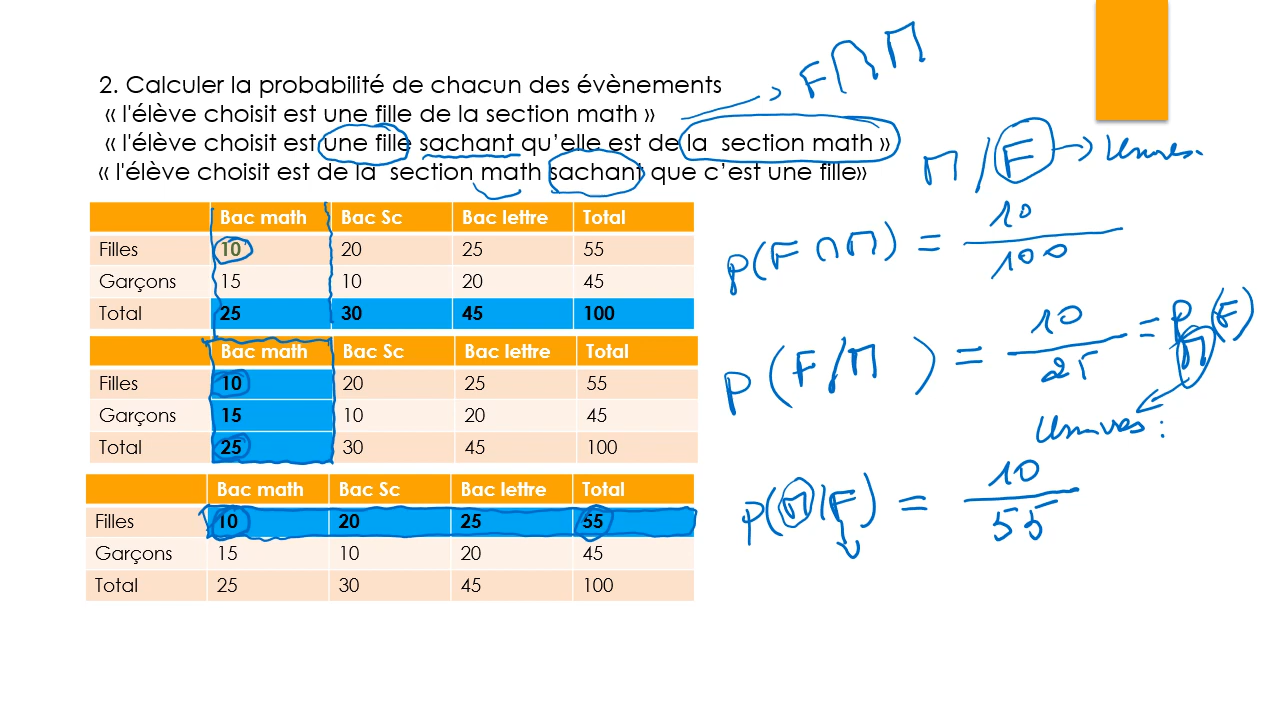 2. Calculer la probabilité de chacun des évènements
« l'élève choisit est une fille de la section math »
« l'élève choisit est une fille sachant qu'elle est de la section math »
« l'élève choisit est de la section math sachant que c'est une fille»
F∩M
M/F → Univers.
Bac math Bac Sc Bac lettre Total
Filles 10 20 25 55
Garçons 15 10 20 45
Total 25 30 45 100
P(F∩M) = 10/100
Bac math Bac Sc Bac lettre Total
Filles 10 20 25 55
Garçons 15 10 20 45
Total 25 30 45 100
P(F/M) = 10/25 = P_M(F)
Univers :
Bac math Bac Sc Bac lettre Total
Filles 10 20 25 55
Garçons 15 10 20 45
Total 25 30 45 100
P(M|F) = 10/55